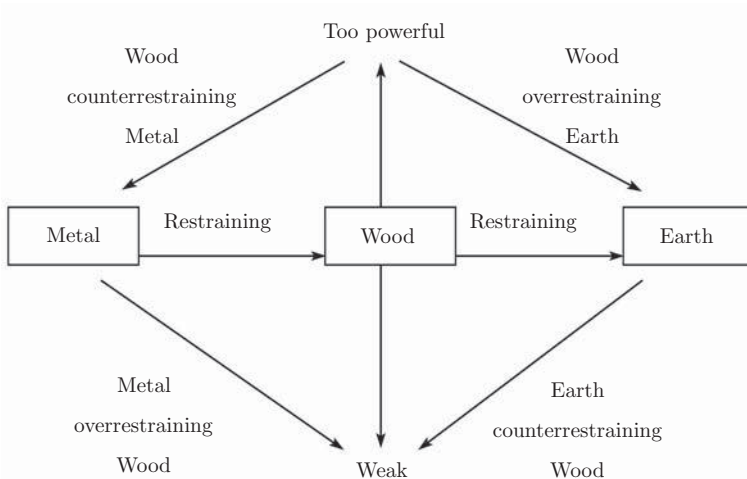 Too powerful
Wood
counterrestraining
Metal
Wood
overrestraining
Earth
Metal
Restraining
Wood
Restraining
Earth
Metal
overrestraining
Wood
Earth
counterrestraining
Wood
Weak